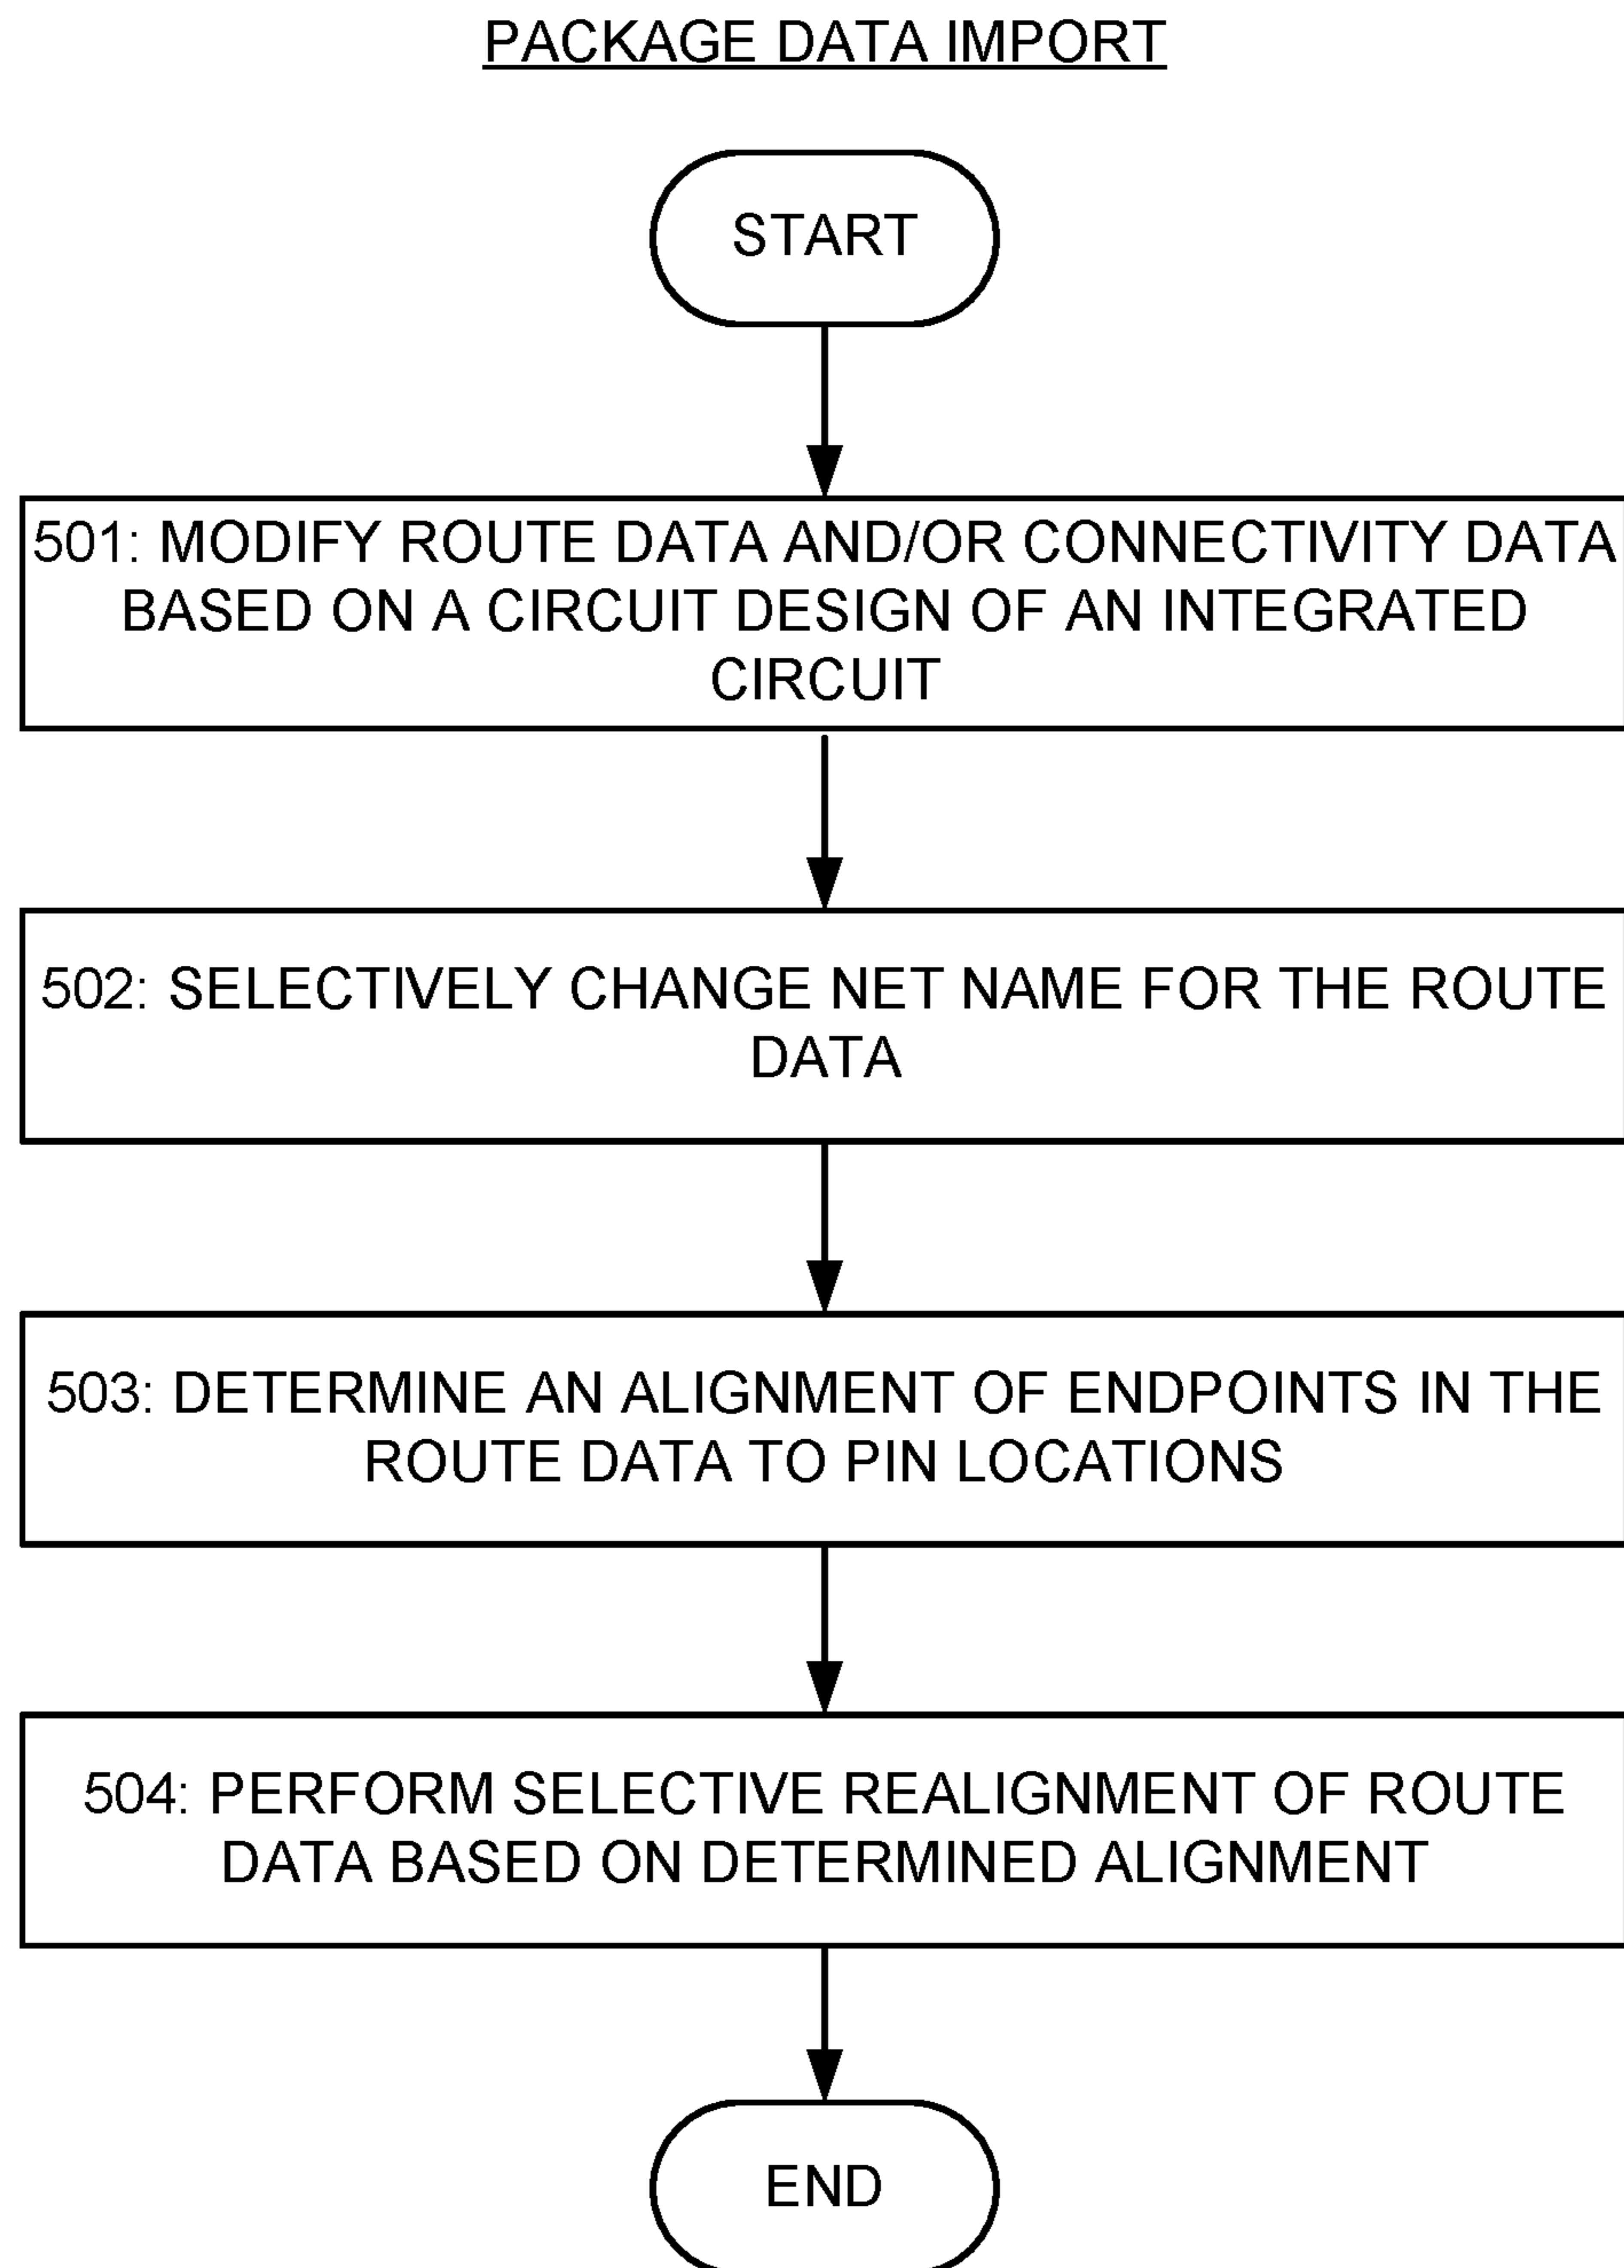 PACKAGE DATA IMPORT
START
501: MODIFY ROUTE DATA AND/OR CONNECTIVITY DATA
BASED ON A CIRCUIT DESIGN OF AN INTEGRATED
CIRCUIT
502: SELECTIVELY CHANGE NET NAME FOR THE ROUTE
DATA
503: DETERMINE AN ALIGNMENT OF ENDPOINTS IN THE
ROUTE DATA TO PIN LOCATIONS
504: PERFORM SELECTIVE REALIGNMENT OF ROUTE
DATA BASED ON DETERMINED ALIGNMENT
END